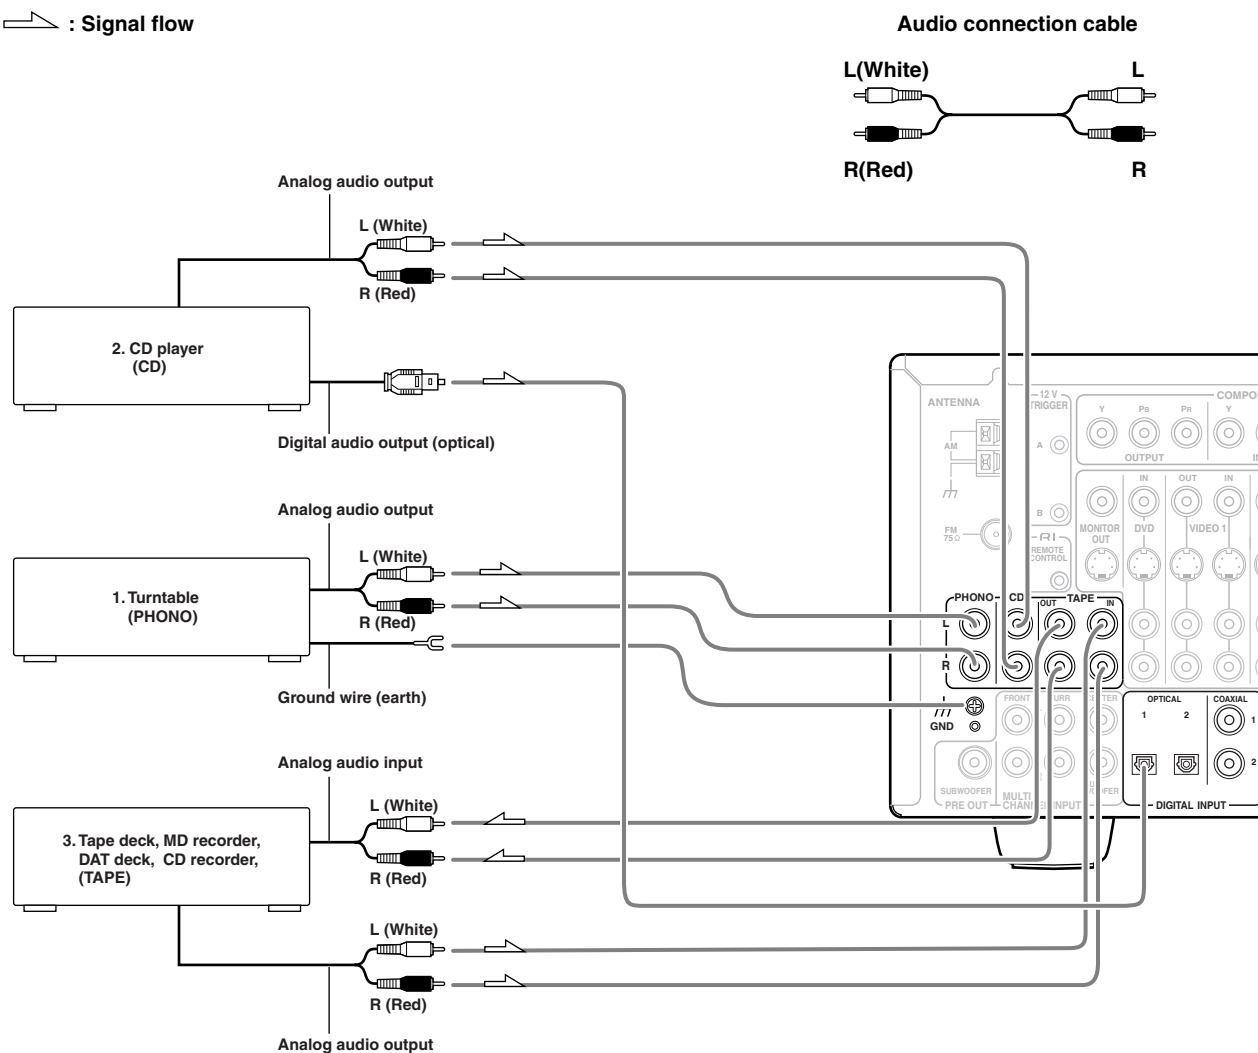 : Signal flow
Audio connection cable
L(White) L
R(Red) R
Analog audio output
L (White)
R (Red)
2. CD player
(CD)
Digital audio output (optical)
Analog audio output
L (White)
R (Red)
1. Turntable
(PHONO)
Ground wire (earth)
Analog audio input
L (White)
R (Red)
3. Tape deck, MD recorder,
DAT deck, CD recorder,
(TAPE)
L (White)
R (Red)
Analog audio output
ANTENNA
AM
FM
75Ω
12 V
TRIGGER
A
B
RI
REMOTE
CONTROL
Y PB PR Y
OUTPUT
IN OUT IN
MONITOR
OUT
DVD
VIDEO 1
PHONO CD TAPE
OUT IN
L
R
GND
FRONT
SUBWOOFER
PRE OUT
MULTI
OPTICAL COAXIAL
1 2 1
2
DIGITAL INPUT